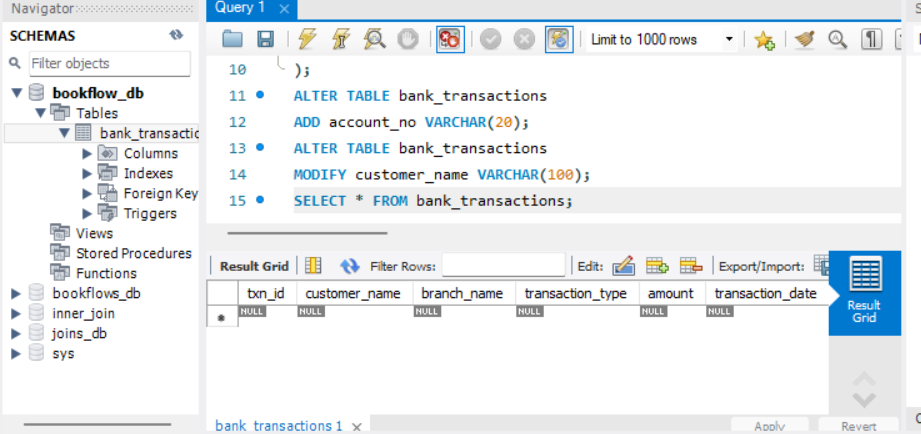 Navigator
SCHEMAS
Filter objects
bookflow_db
Tables
bank_transactic
Columns
Indexes
Foreign Key
Triggers
Views
Stored Procedures
Functions
bookflows_db
inner_join
joins_db
sys
Query 1
Limit to 1000 rows
10 );
11 ALTER TABLE bank_transactions
12 ADD account_no VARCHAR(20);
13 ALTER TABLE bank_transactions
14 MODIFY customer_name VARCHAR(100);
15 SELECT * FROM bank_transactions;
Result Grid Filter Rows: Edit: Export/Import:
txn_id customer_name branch_name transaction_type amount transaction_date
NULL NULL NULL NULL NULL NULL
Result
Grid
bank_transactions 1
Apply Revert